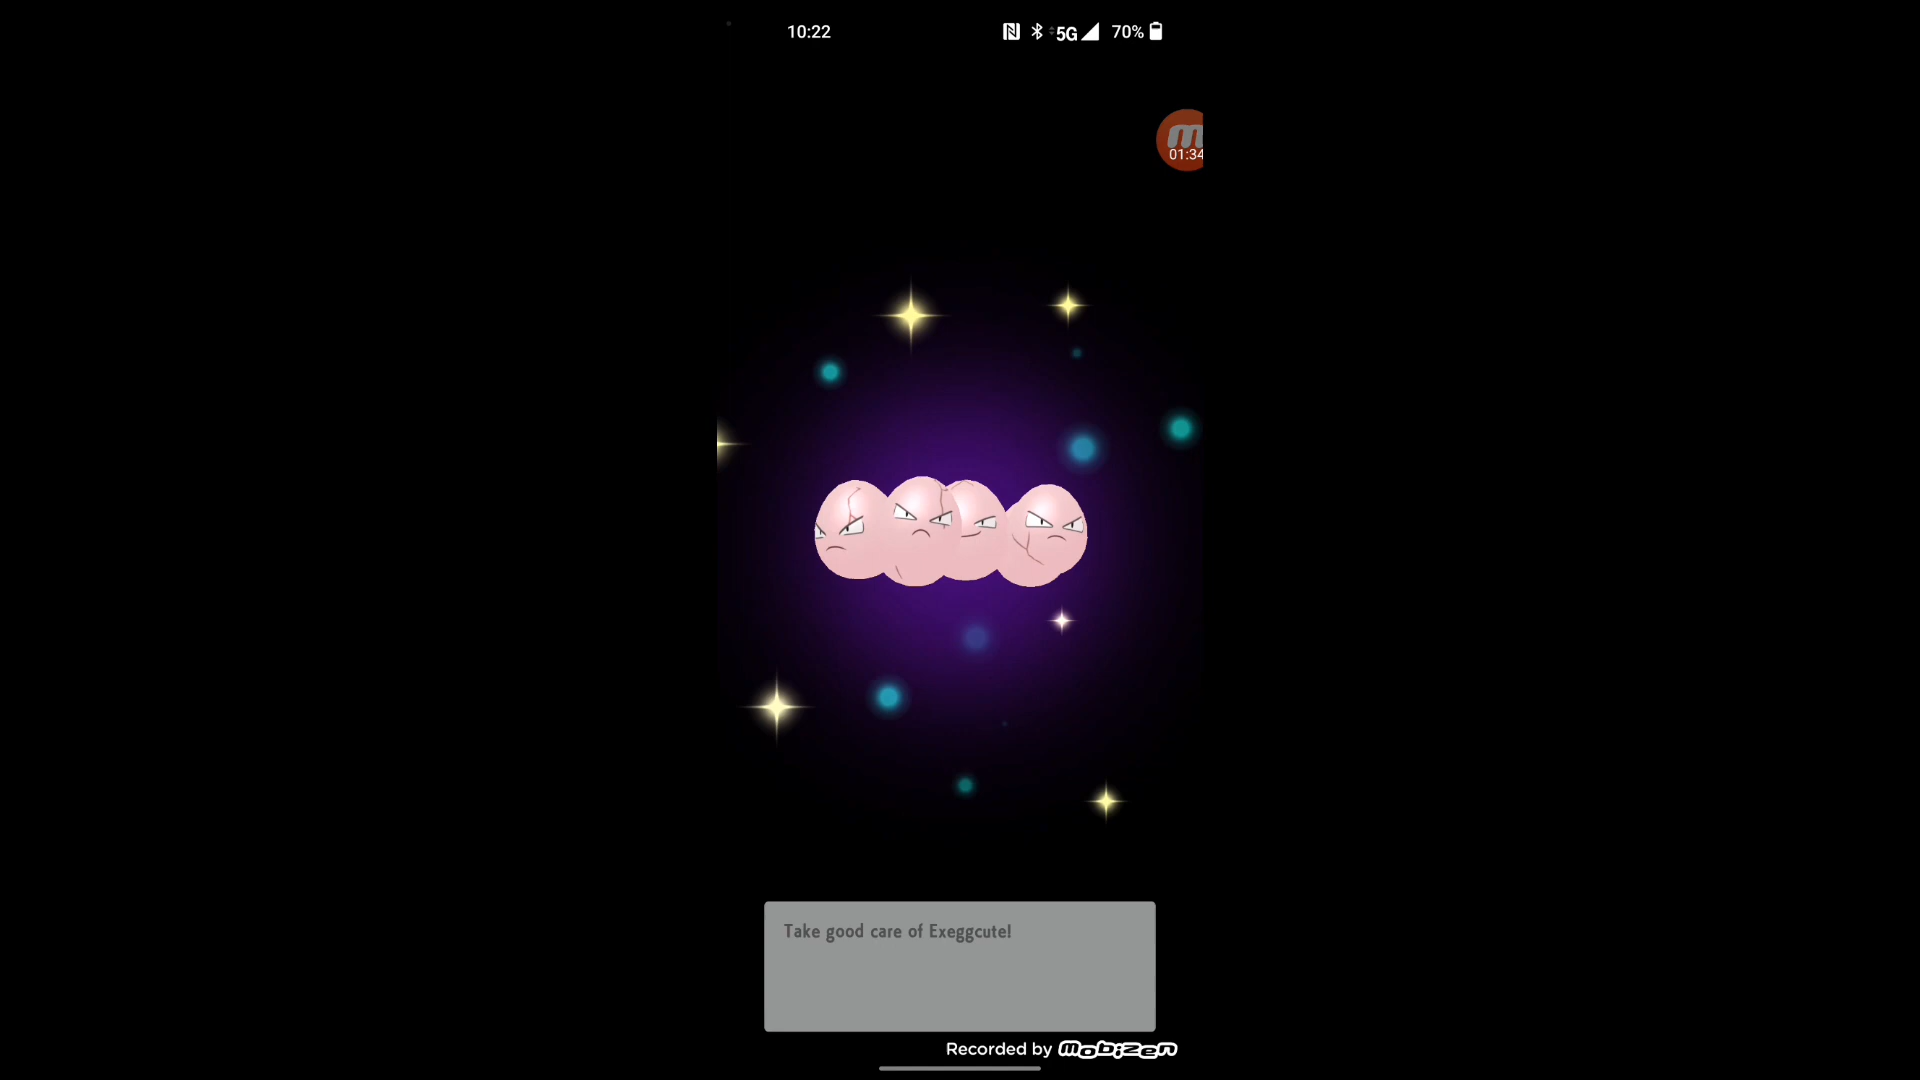 10:22
5G 70%
01:34
Take good care of Exeggcute!
Recorded by mobizen